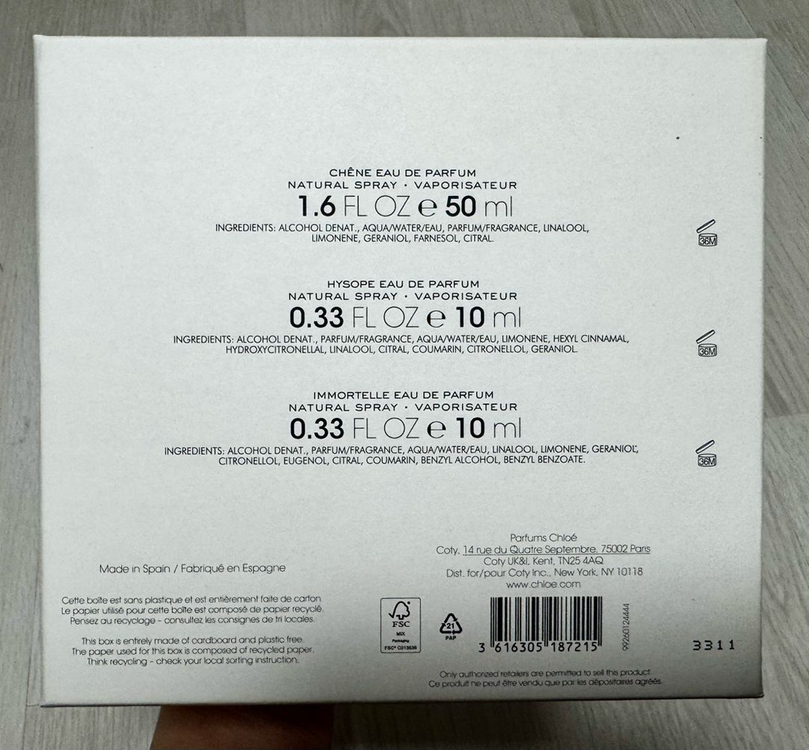 CHÊNE EAU DE PARFUM
NATURAL SPRAY · VAPORISATEUR
1.6 FL OZ e 50 ml
INGREDIENTS: ALCOHOL DENAT., AQUA/WATER/EAU, PARFUM/FRAGRANCE, LINALOOL,
LIMONENE, GERANIOL, FARNESOL, CITRAL.
36M
HYSOPE EAU DE PARFUM
NATURAL SPRAY · VAPORISATEUR
0.33 FL OZ e 10 ml
INGREDIENTS: ALCOHOL DENAT., PARFUM/FRAGRANCE, AQUA/WATER/EAU, LIMONENE, HEXYL CINNAMAL,
HYDROXYCITRONELLAL, LINALOOL, CITRAL, COUMARIN, CITRONELLOL, GERANIOL.
36M
IMMORTELLE EAU DE PARFUM
NATURAL SPRAY · VAPORISATEUR
0.33 FL OZ e 10 ml
INGREDIENTS: ALCOHOL DENAT., PARFUM/FRAGRANCE, AQUA/WATER/EAU, LINALOOL, LIMONENE, GERIANIOL,
CITRONELLOL, EUGENOL, CITRAL, COUMARIN, BENZYL ALCOHOL, BENZYL BENZOATE.
36M
Made in Spain / Fabriqué en Espagne
Cette boîte est sans plastique et est entièrement faite de carton.
Le papier utilisé pour cette boîte est composé de papier recyclé.
Pensez au recyclage - consultez les consignes de tri locales.
This box is entirely made of cardboard and plastic free.
The paper used for this box is composed of recycled paper.
Think recycling - check your local sorting instruction.
Parfums Chloé
Coty, 14 rue du Quatre Septembre, 75002 Paris
Coty UK&I, Kent, TN25 4AQ
Dist. for/pour Coty Inc., New York, NY 10118
www.chloe.com
FSC
MIX
Packaging
FSC® C013636
21
PAP
3 616305 187215
99260124444
3311
Only authorized retailers are permitted to sell this product.
Ce produit ne peut être vendu que par les dépositaires agréés.